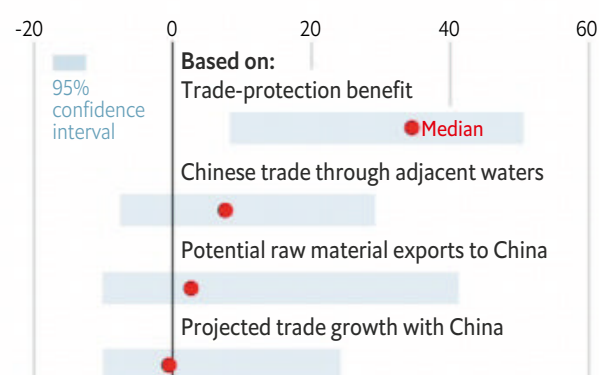 -20 0 20 40 60
Based on:
95%
confidence
interval
Trade-protection benefit
Median
Chinese trade through adjacent waters
Potential raw material exports to China
Projected trade growth with China